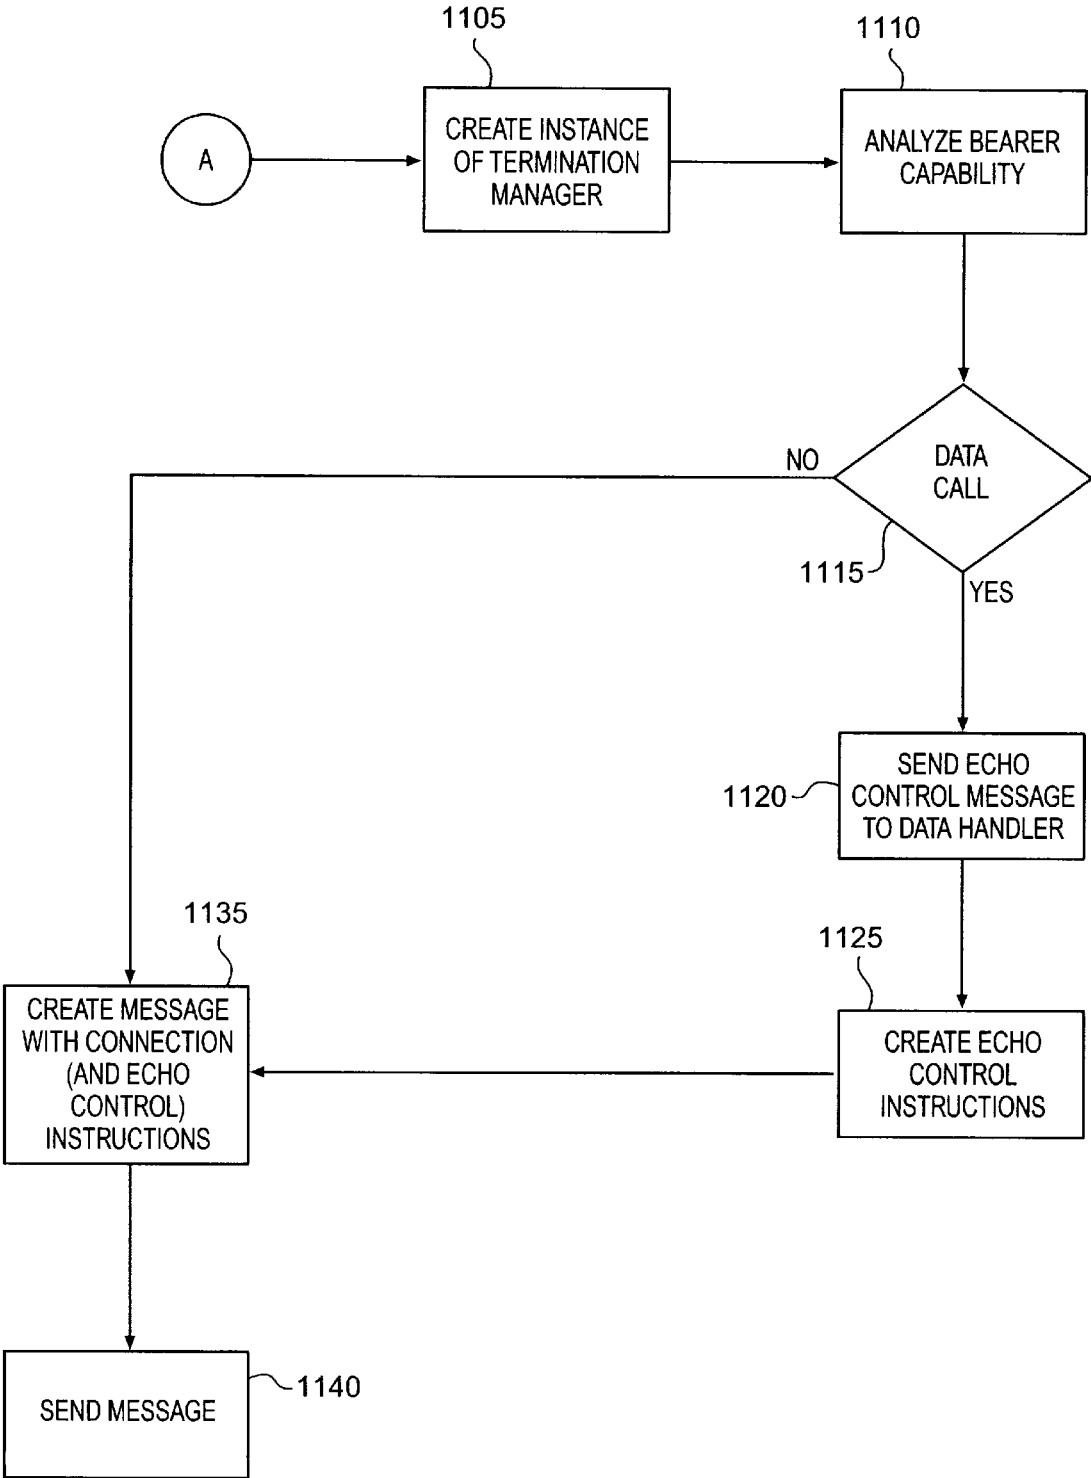 1105
1110
A
CREATE INSTANCE
OF TERMINATION
MANAGER
ANALYZE BEARER
CAPABILITY
NO
DATA
CALL
1115
YES
1120
SEND ECHO
CONTROL MESSAGE
TO DATA HANDLER
1135
1125
CREATE MESSAGE
WITH CONNECTION
(AND ECHO
CONTROL)
INSTRUCTIONS
CREATE ECHO
CONTROL
INSTRUCTIONS
SEND MESSAGE
1140